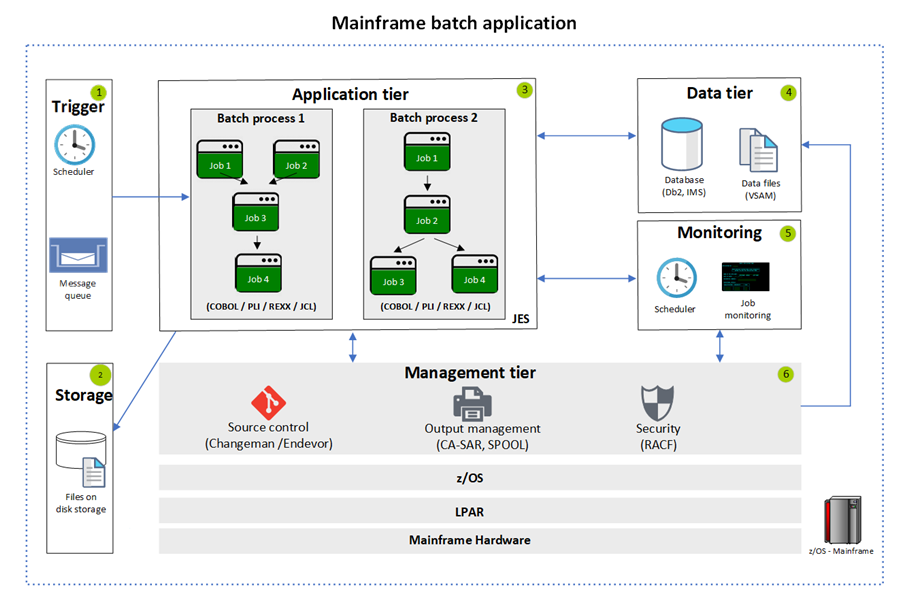 Mainframe batch application
1
Trigger
Scheduler
Message
queue
2
Storage
Files on
disk storage
3
Application tier
Batch process 1
Job 1
Job 2
Job 3
Job 4
(COBOL / PLI / REXX / JCL)
Batch process 2
Job 1
Job 2
Job 3
Job 4
(COBOL / PLI / REXX / JCL)
JES
Data tier
4
Database
(Db2, IMS)
Data files
(VSAM)
Monitoring
5
Scheduler
Job
monitoring
Management tier
6
Source control
(Changeman /Endevor)
Output management
(CA-SAR, SPOOL)
Security
(RACF)
z/OS
LPAR
Mainframe Hardware
z/OS - Mainframe